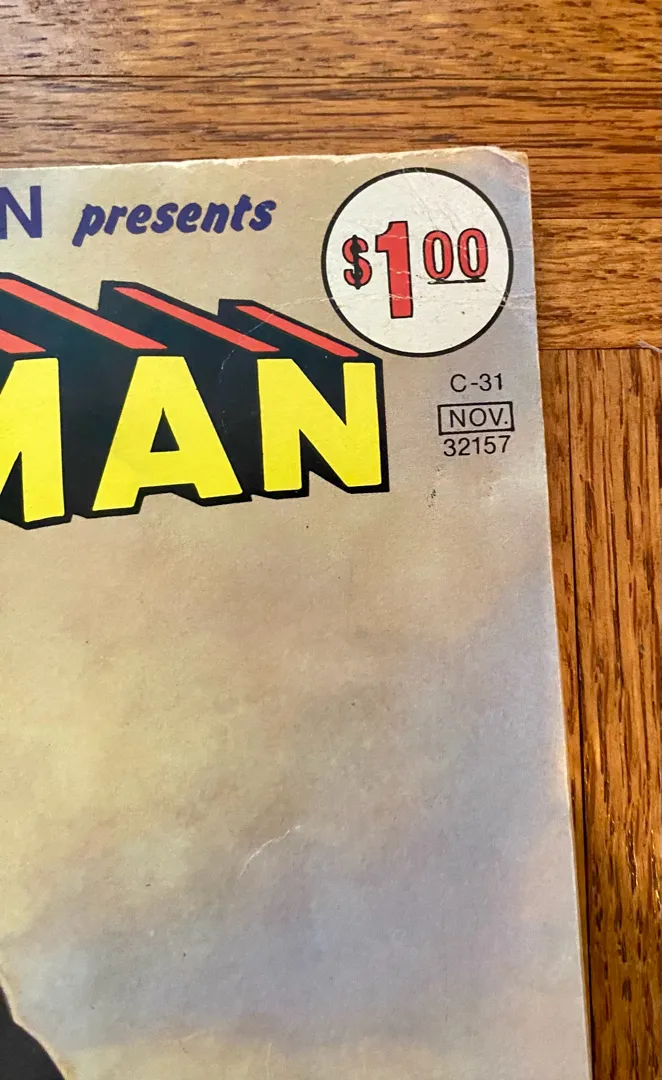 N presents
$1.00
MAN
C-31
NOV.
32157